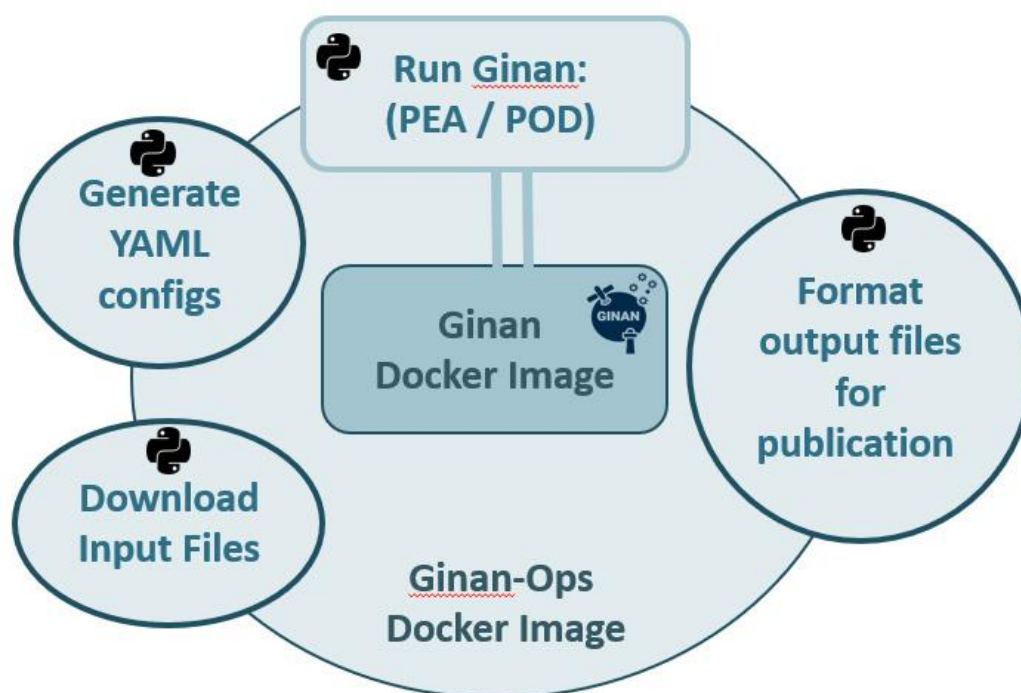 Run Ginan:
(PEA / POD)
Generate
YAML
configs
Format
output files
for
publication
GINAN
Ginan
Docker Image
Download
Input Files
Ginan-Ops
Docker Image